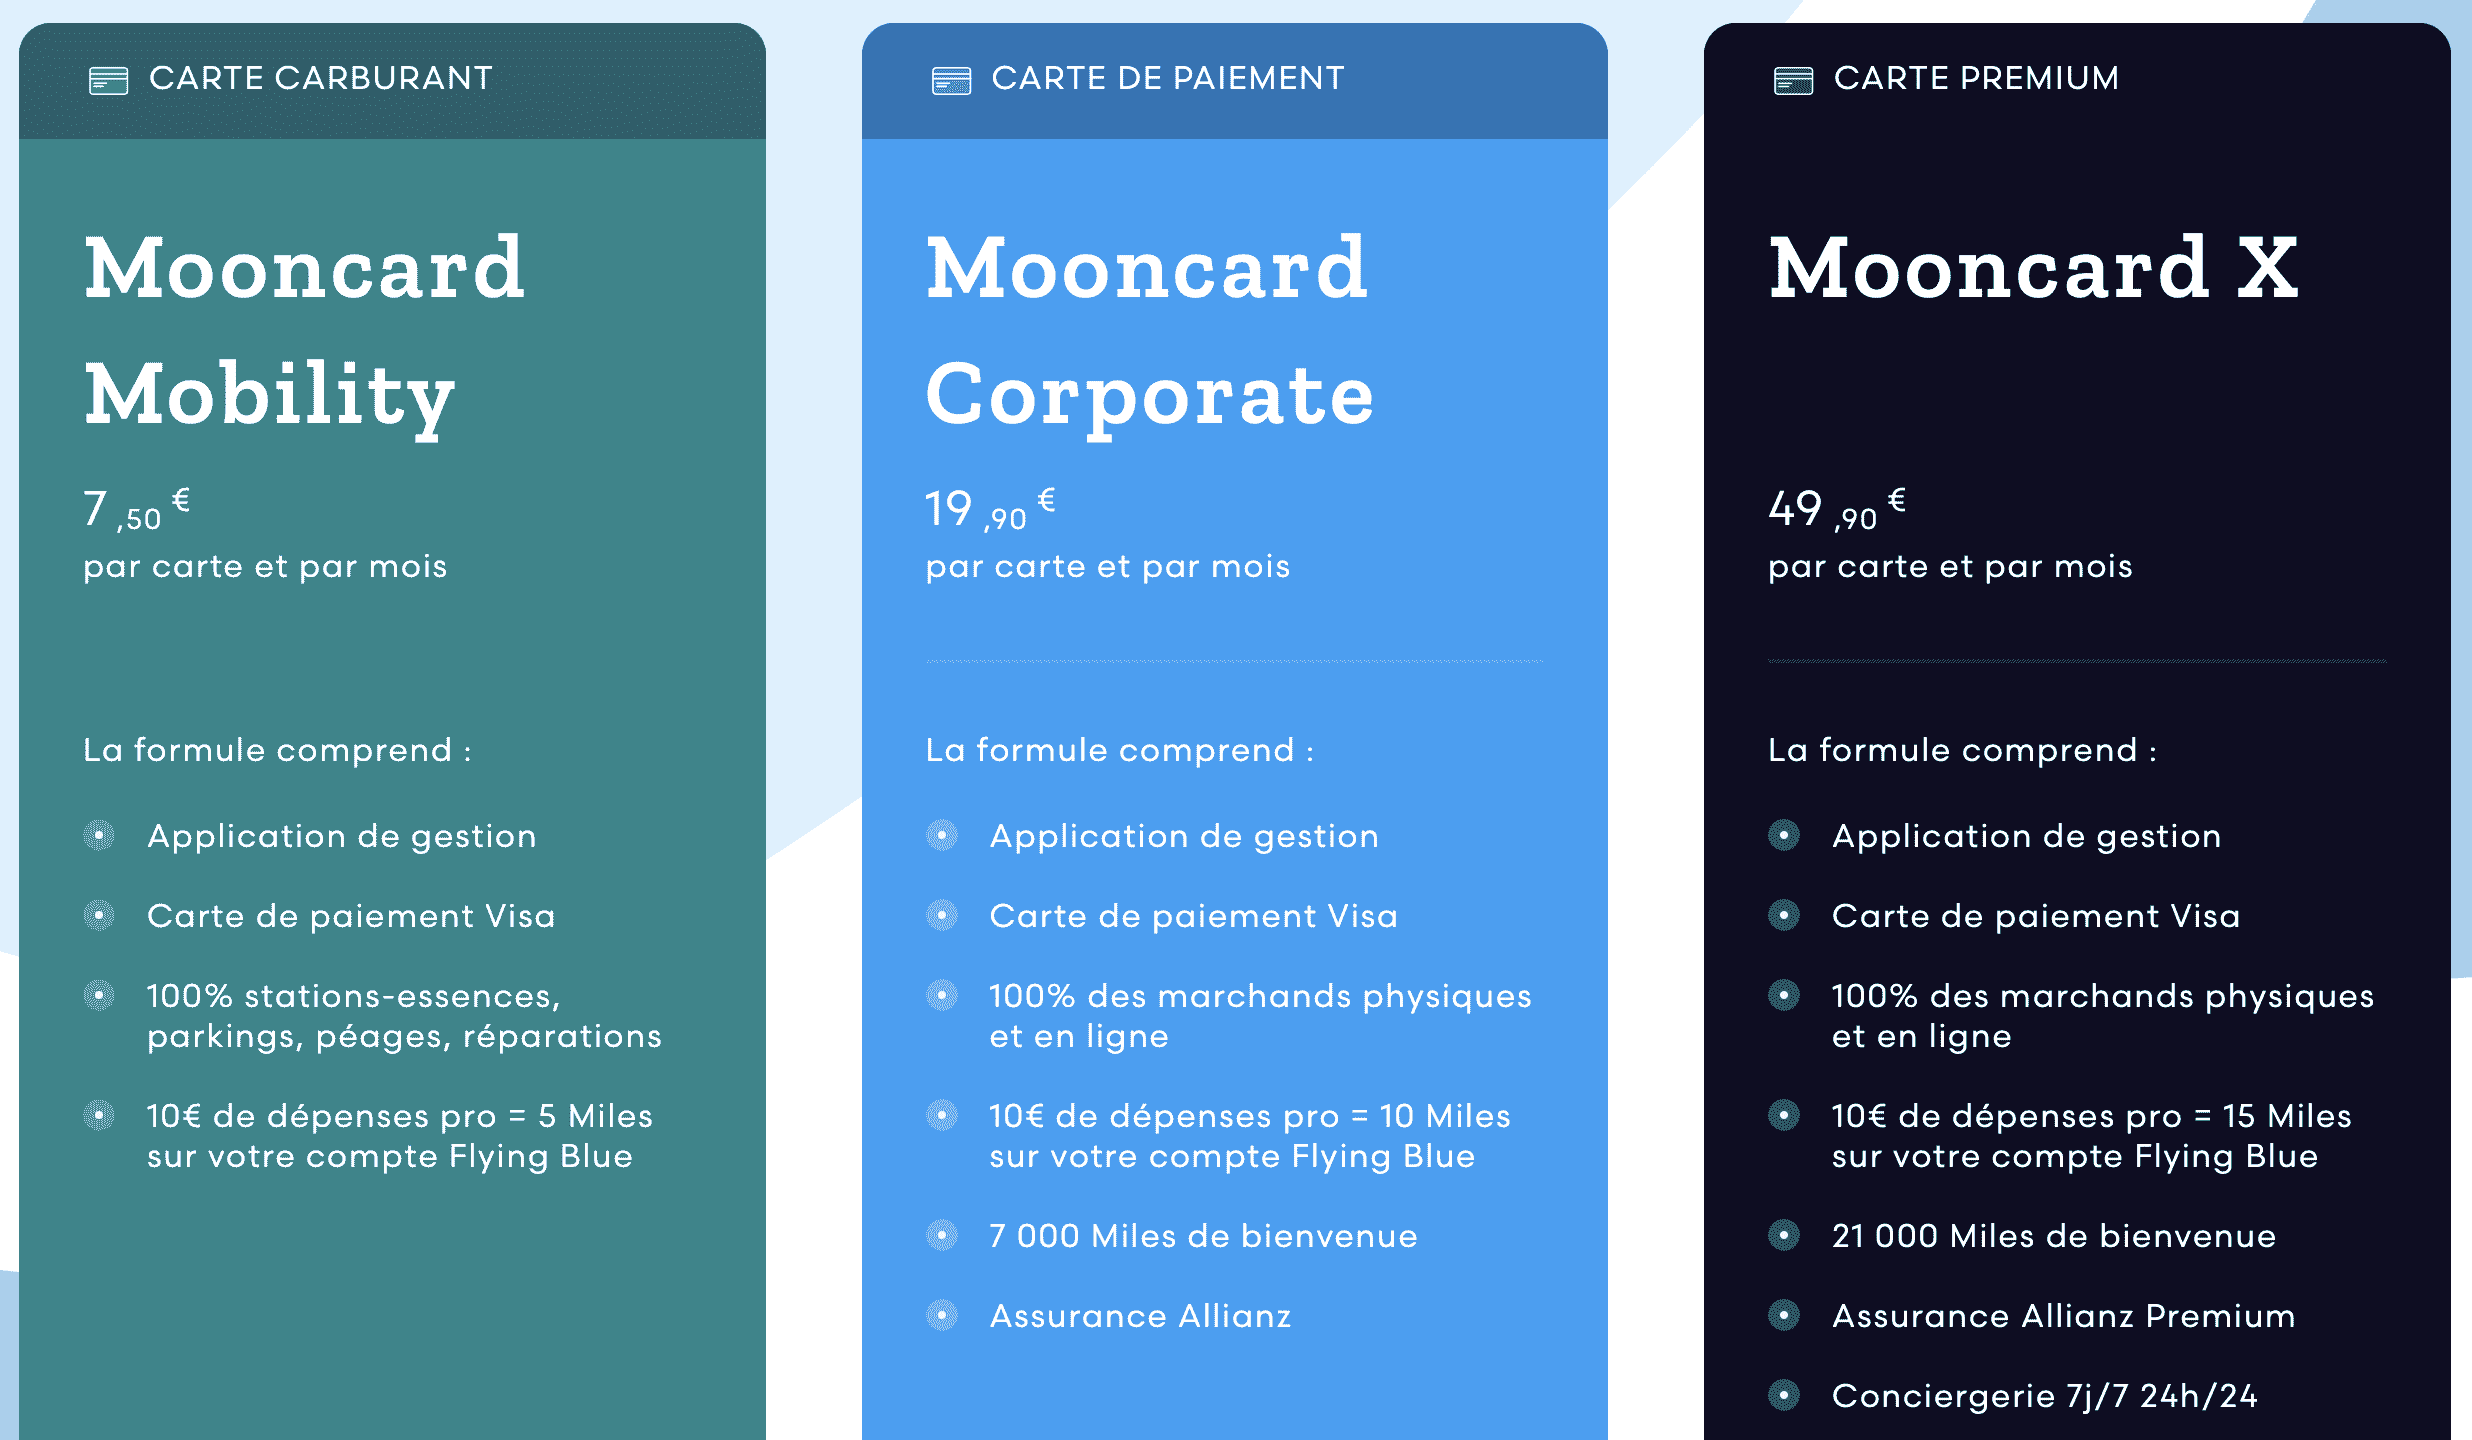 CARTE CARBURANT
Mooncard
Mobility
7 ,50 €
par carte et par mois
La formule comprend :
Application de gestion
Carte de paiement Visa
100% stations-essences,
parkings, péages, réparations
10€ de dépenses pro = 5 Miles
sur votre compte Flying Blue
CARTE DE PAIEMENT
Mooncard
Corporate
19 ,90 €
par carte et par mois
La formule comprend :
Application de gestion
Carte de paiement Visa
100% des marchands physiques
et en ligne
10€ de dépenses pro = 10 Miles
sur votre compte Flying Blue
7 000 Miles de bienvenue
Assurance Allianz
CARTE PREMIUM
Mooncard X
49 ,90 €
par carte et par mois
La formule comprend :
Application de gestion
Carte de paiement Visa
100% des marchands physiques
et en ligne
10€ de dépenses pro = 15 Miles
sur votre compte Flying Blue
21 000 Miles de bienvenue
Assurance Allianz Premium
Conciergerie 7j/7 24h/24